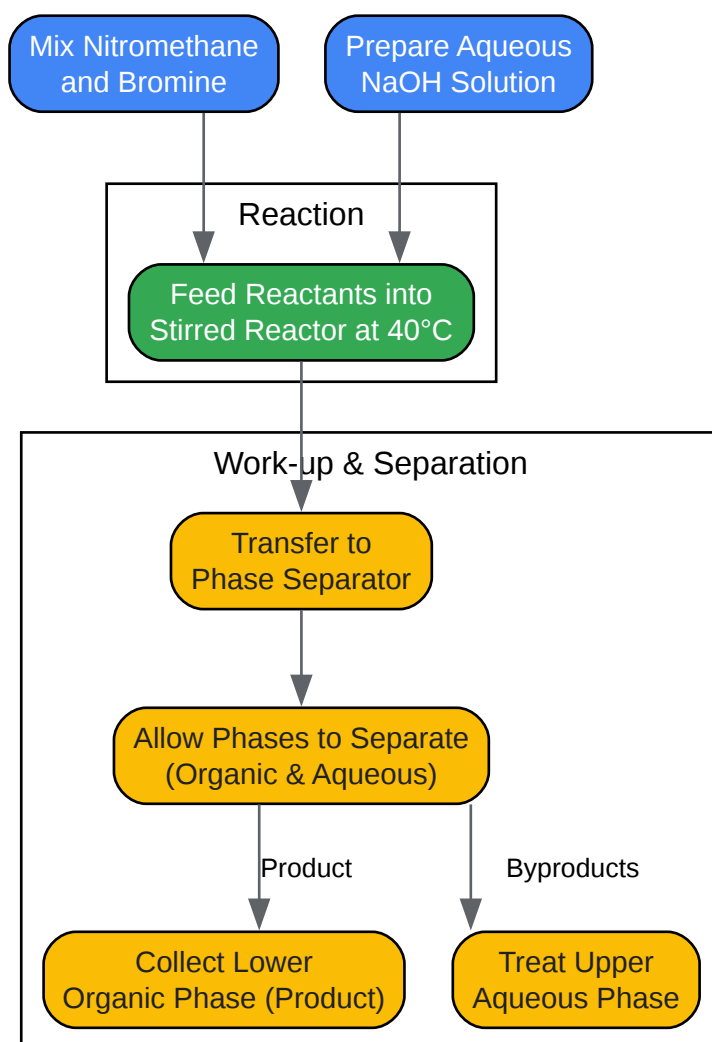 Mix Nitromethane
and Bromine
Prepare Aqueous
NaOH Solution
Reaction
Feed Reactants into
Stirred Reactor at 40°C
Work-up & Separation
Transfer to
Phase Separator
Allow Phases to Separate
(Organic & Aqueous)
Product
Byproducts
Collect Lower
Organic Phase (Product)
Treat Upper
Aqueous Phase